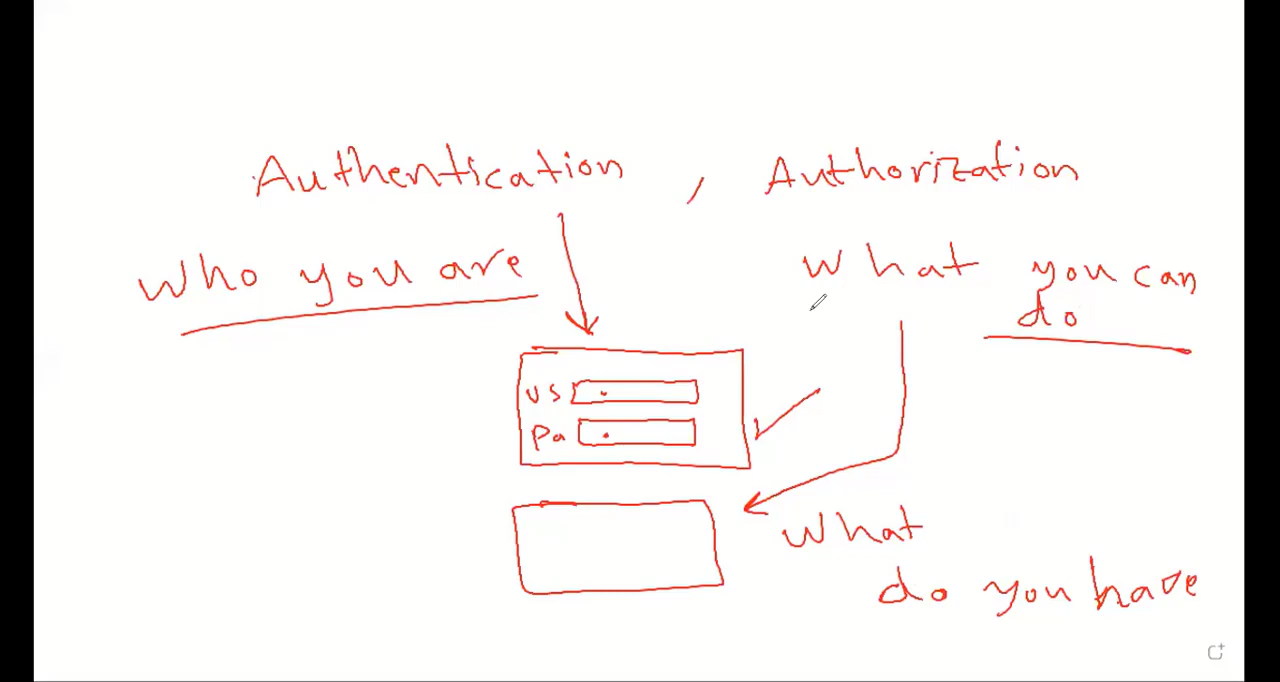 Authentication , Authorization
Who you are
What you can
do
US
Pa
What
do you have